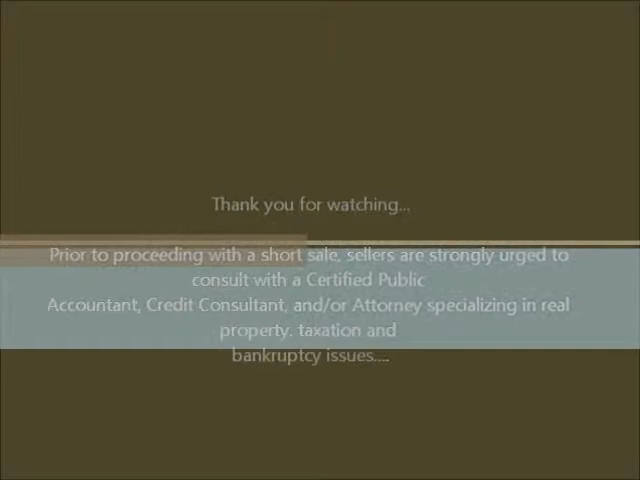 Thank you for watching...
Prior to proceeding with a short sale, sellers are strongly urged to
consult with a Certified Public
Accountant, Credit Consultant, and/or Attorney specializing in real
property. taxation and
bankruptcy issues....